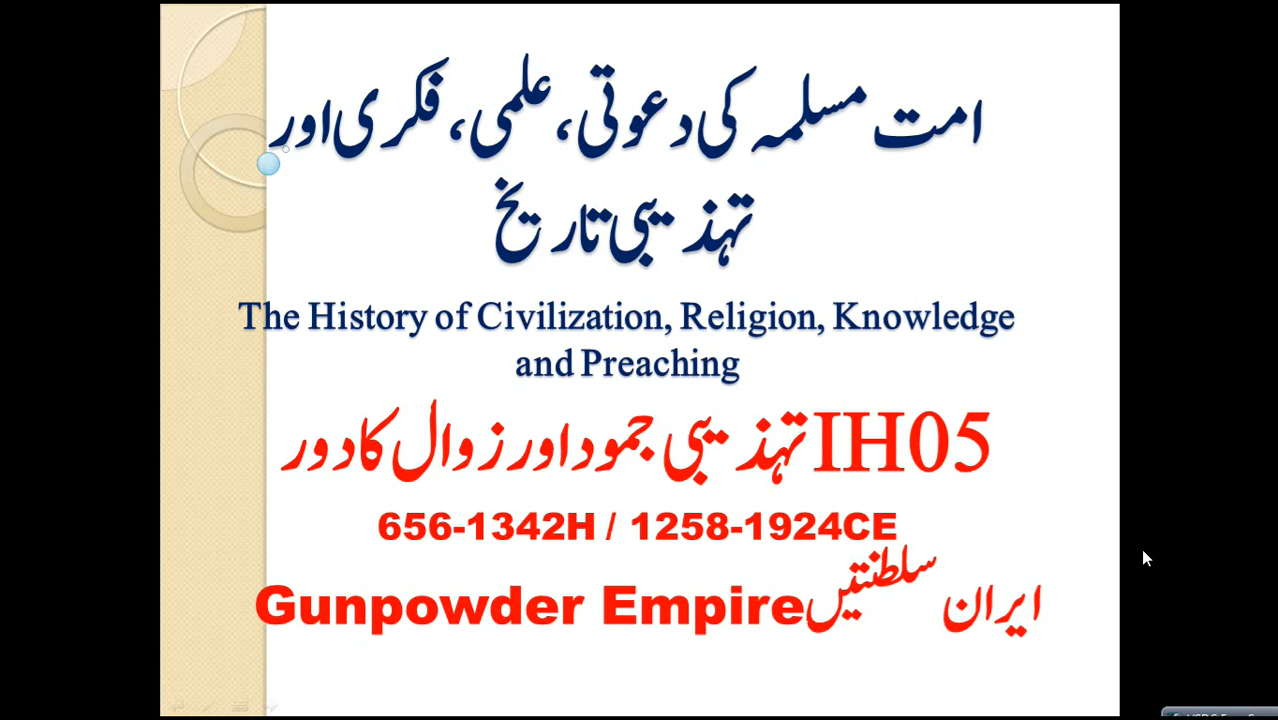 امت مسلمہ کی دعوتی، علمی، فکری اور
تہذیبی تاریخ
The History of Civilization, Religion, Knowledge
and Preaching
IH05 تہذیبی جمود اور زوال کا دور
656-1342H / 1258-1924CE
ایران سلطنتیں Gunpowder Empire